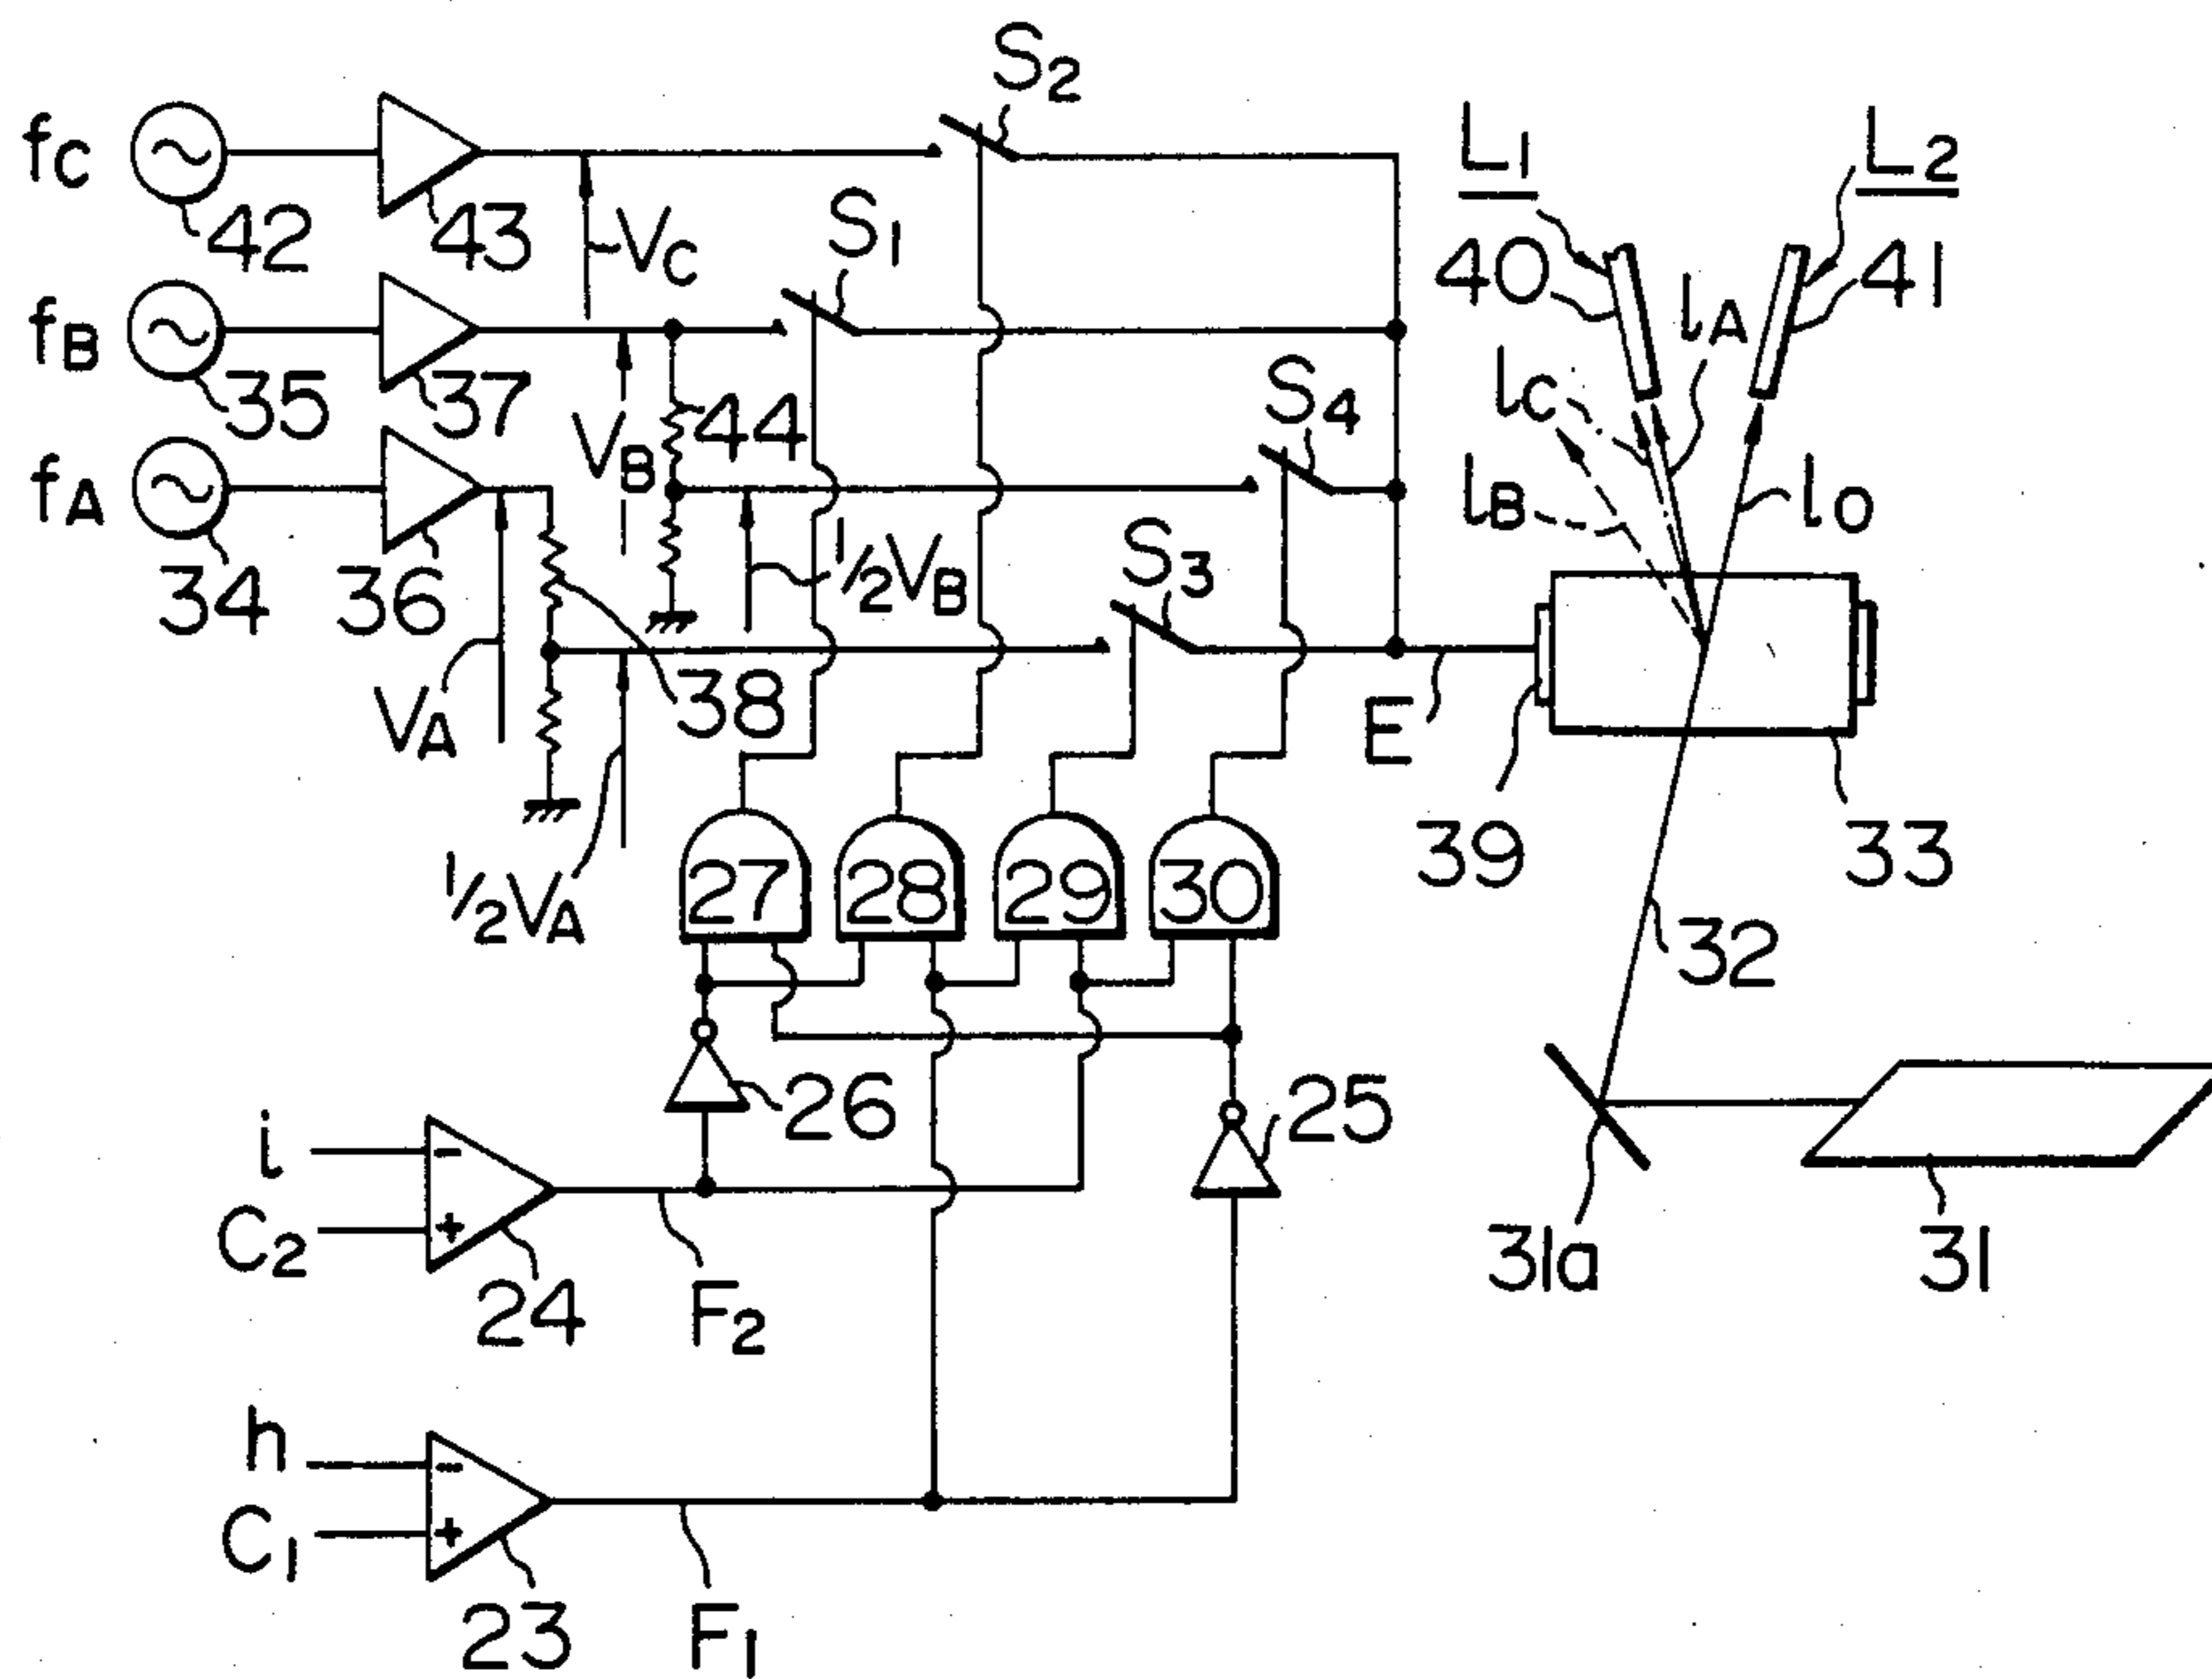 S2
fC
42
43
VC
L1
L2
S1
40
41
lA
fB
35
37
VB
44
S4
lC
lB
lO
fA
34
36
1/2VB
S3
VA
38
E
39
33
1/2VA
27
28
29
30
32
26
25
i
-
C2
+
24
F2
31a
31
h
-
C1
+
23
F1